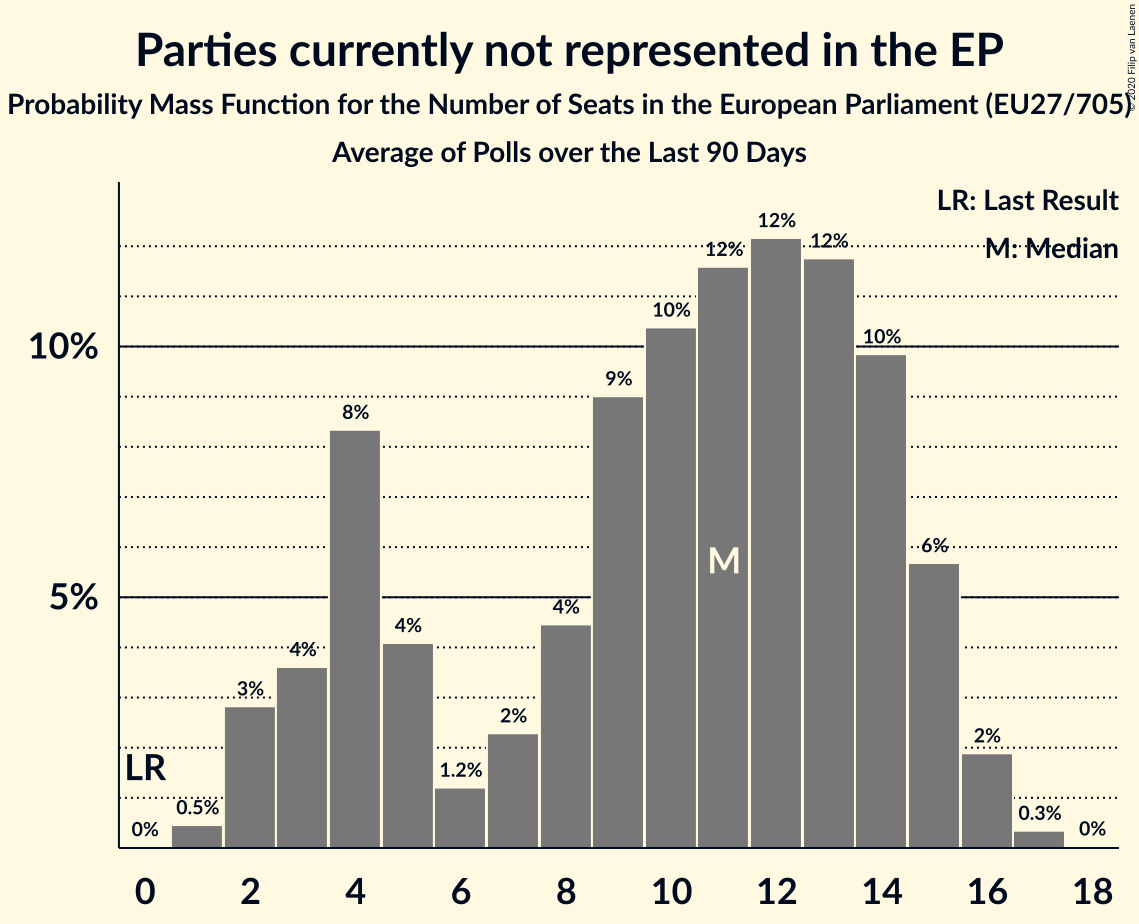 Parties currently not represented in the EP
Probability Mass Function for the Number of Seats in the European Parliament (EU27/705)
Average of Polls over the Last 90 Days
© 2020 Filip van Laenen
LR: Last Result
M: Median
10%
5%
LR
M
0%
0.5%
3%
4%
8%
4%
1.2%
2%
4%
9%
10%
12%
12%
12%
10%
6%
2%
0.3%
0%
0 2 4 6 8 10 12 14 16 18